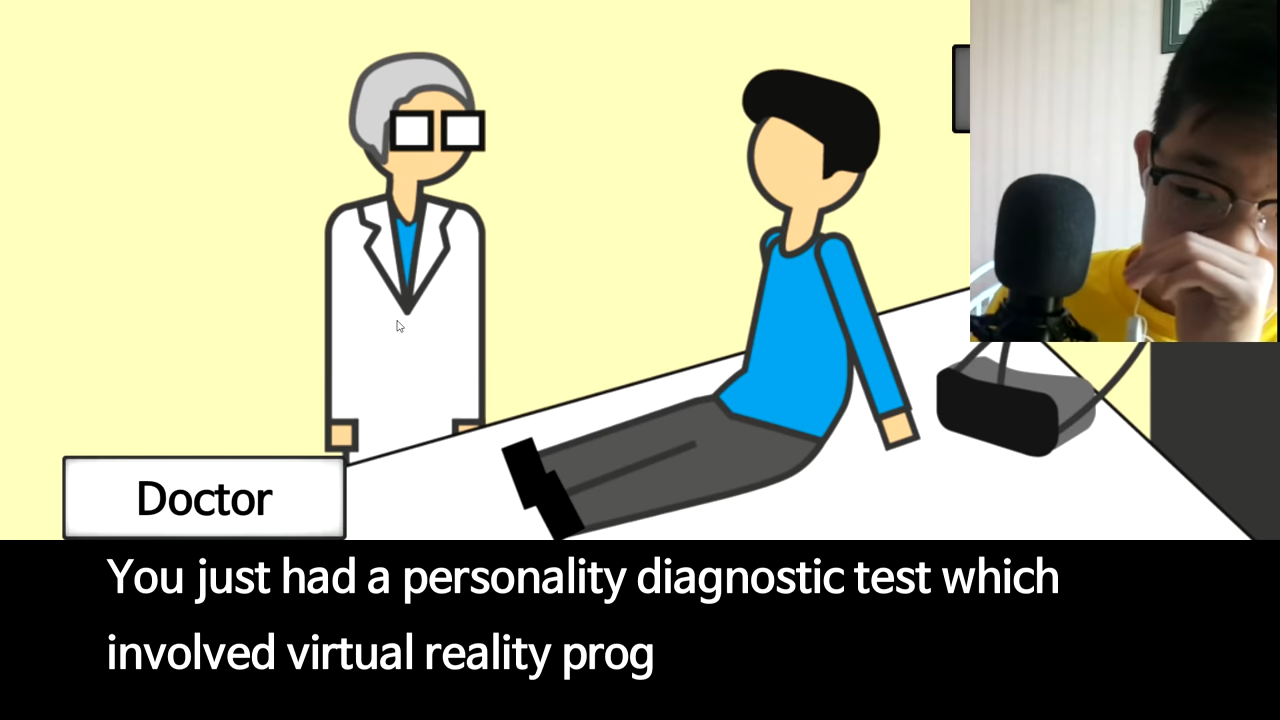 Doctor
You just had a personality diagnostic test which
involved virtual reality prog